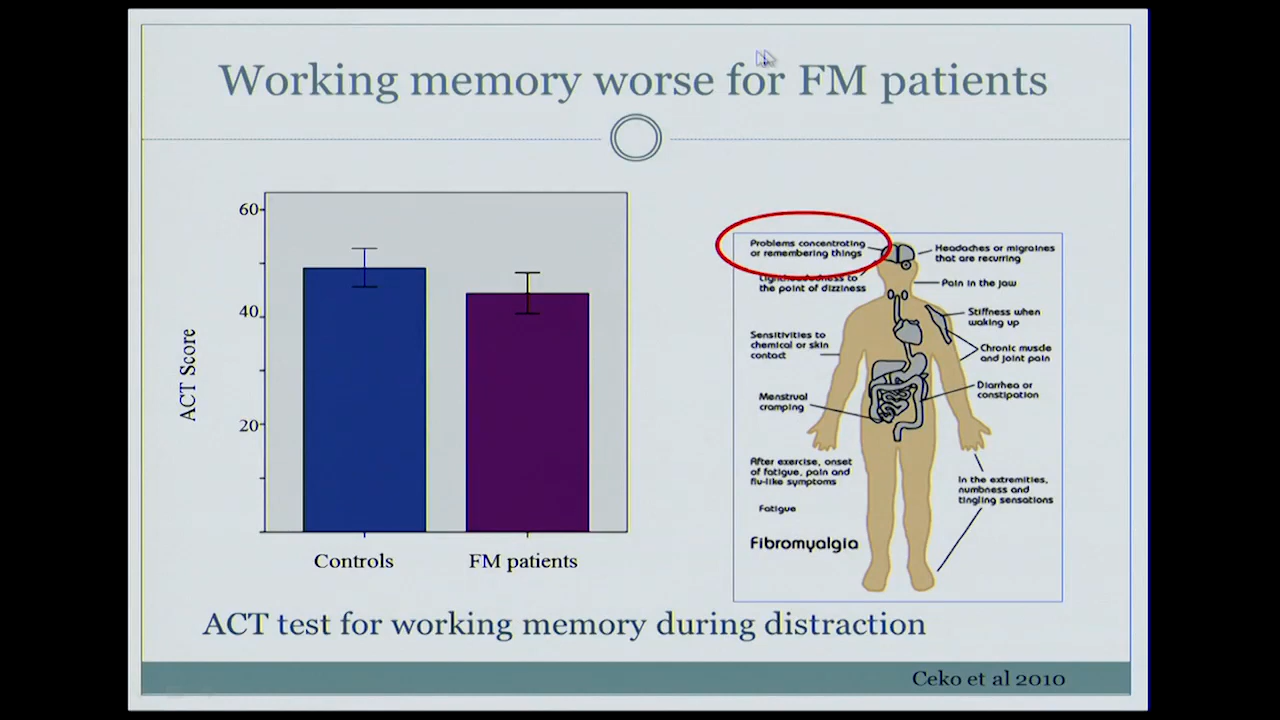 Working memory worse for FM patients
60
40
20
ACT Score
Controls
FM patients
Problems concentrating
or remembering things
Lightheadedness to
the point of dizziness
Sensitivities to
chemical or skin
contact
Menstrual
cramping
After exercise, onset
of fatigue, pain and
flu-like symptoms
Fatigue
Fibromyalgia
Headaches or migraines
that are recurring
Pain in the jaw
Stiffness when
waking up
Chronic muscle
and joint pain
Diarrhea or
constipation
In the extremities,
numbness and
tingling sensations
ACT test for working memory during distraction
Ceko et al 2010